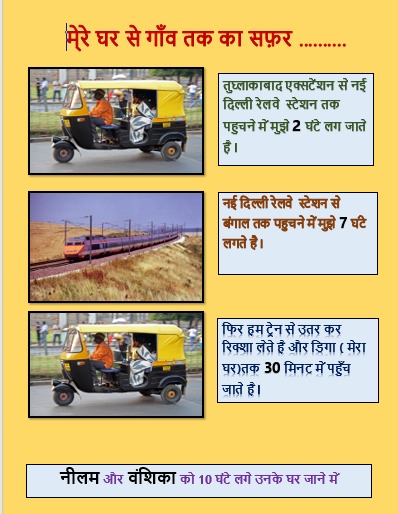 मे्रे घर से गाँव तक का सफ़र ..........
तुघ्लाकाबाद एक्सटेंशन से नई
दिल्ली रेलवे स्टेशन तक
पहुचने में मुझे 2 घंटे लग जाते
है ।
नई दिल्ली रेलवे स्टेशन से
बंगाल तक पहुचने में मुझे 7 घंटे
लगते है ।
फिर हम ट्रेन से उतर कर
रिक्शा लेते है और डिगा ( मेरा
घर)तक 30 मिनट में पहुँच
जाते है ।
नीलम और वंशिका को 10 घंटे लगे उनके घर जाने में